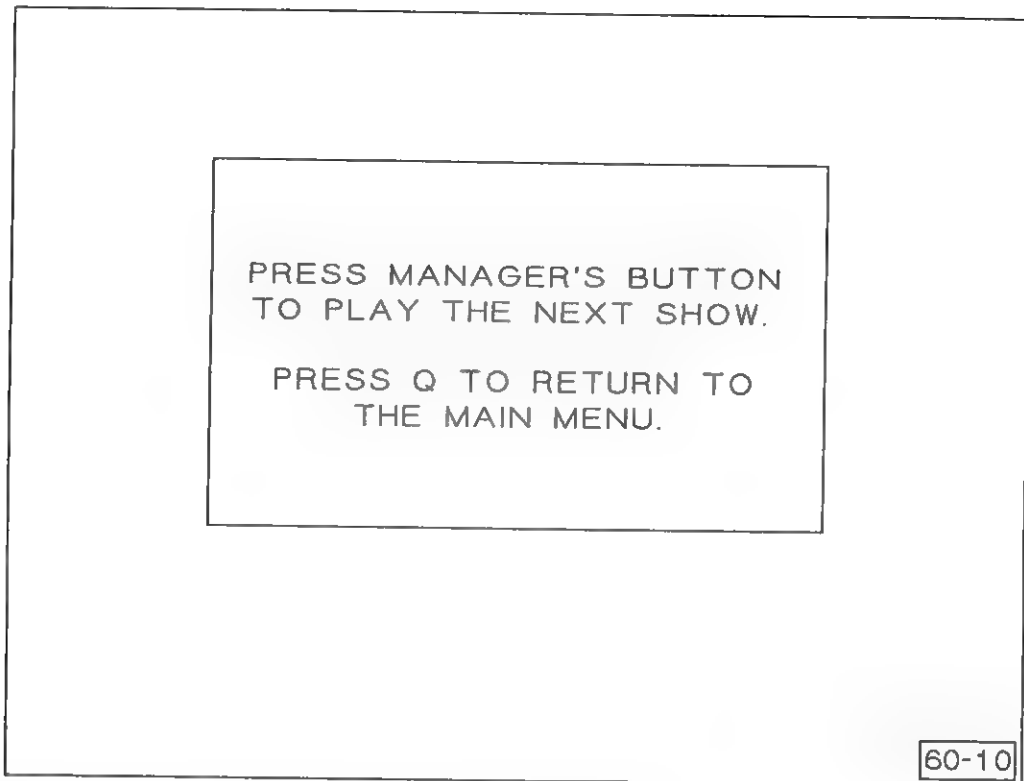 PRESS MANAGER'S BUTTON
TO PLAY THE NEXT SHOW.
PRESS Q TO RETURN TO
THE MAIN MENU.
60-10